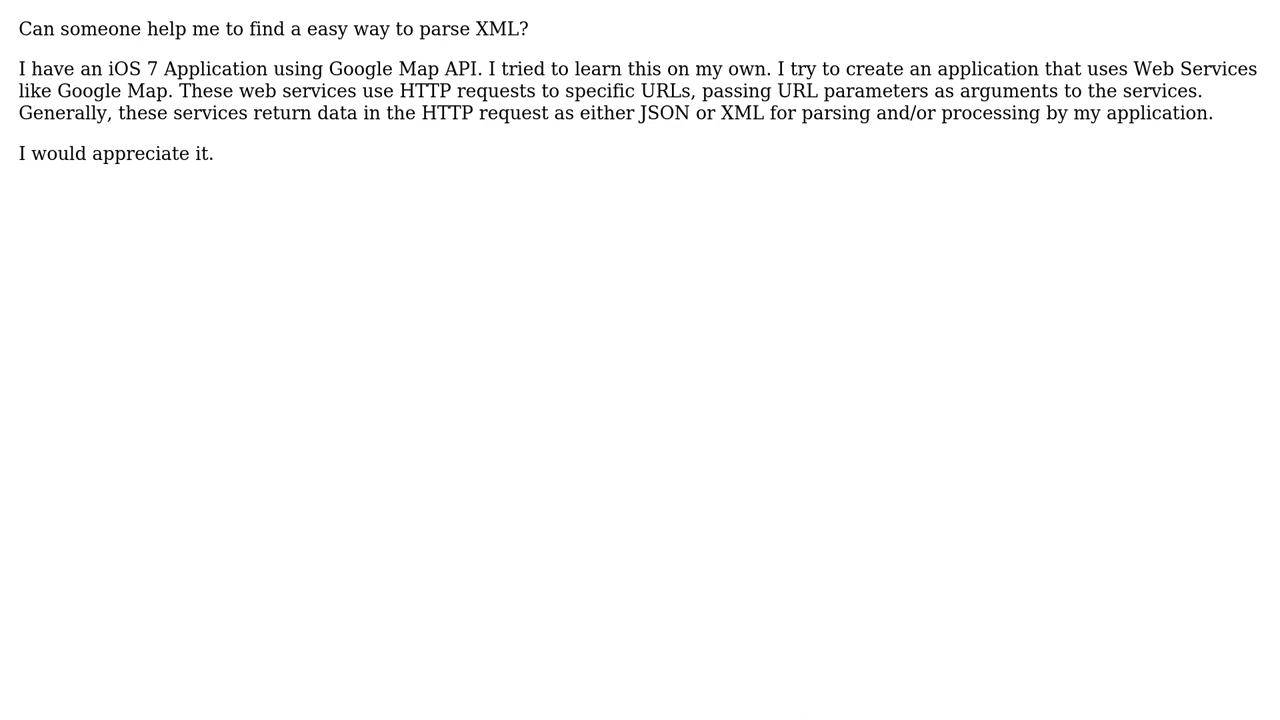 Can someone help me to find a easy way to parse XML?
I have an iOS 7 Application using Google Map API. I tried to learn this on my own. I try to create an application that uses Web Services
like Google Map. These web services use HTTP requests to specific URLs, passing URL parameters as arguments to the services.
Generally, these services return data in the HTTP request as either JSON or XML for parsing and/or processing by my application.
I would appreciate it.